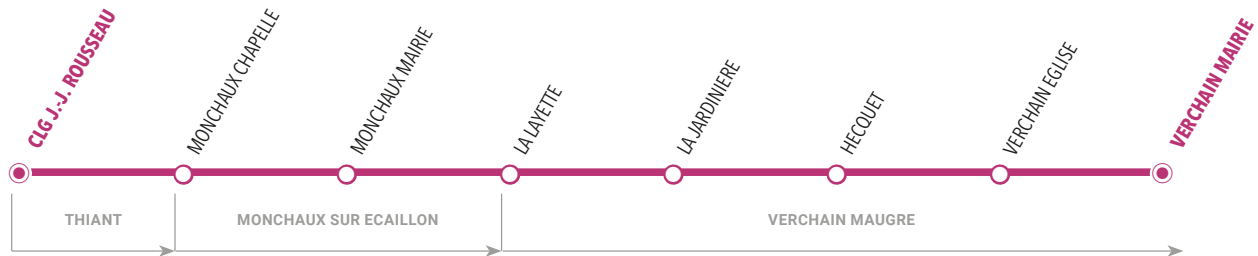 CLG J.-J. ROUSSEAU
MONCHAUX CHAPELLE
MONCHAUX MAIRIE
LA LAYETTE
LA JARDINIERE
HECQUET
VERCHAIN EGLISE
VERCHAIN MAIRIE
THIANT
MONCHAUX SUR ECAILLON
VERCHAIN MAUGRE